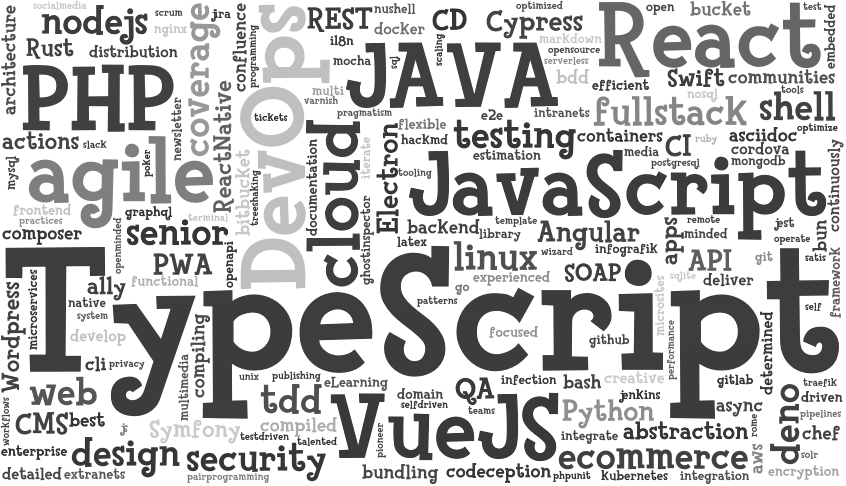 socialmedia
scrum
jra
confluence
nushell
optimized
open
bucket
test
architecture
nodejs
nginx
coverage
programming
DevOps
REST
docker
CD
Cypress
React
embedded
Rust
distribution
il8n
sql
scaling
markdown
opensource
serverless
PHP
ReactNative
mocha
JAVA
bdd
efficient
Swift
communities
newsletter
multi
varnish
nosql
tools
pragmatism
e2e
intranets
fullstack
shell
optimize
actions
slack
tickets
flexible
hacKmd
testing
containers
CI
ruby
asciidoc
mysql
agile
poker
bitbucket
treeshaKing
documentation
cloud
iterate
Electron
estimation
media
postgresql
cordova
mongodb
continuously
tooling
JavaScript
frontend
practices
graphql
terminal
ghostinspector
template
remote
minded
jest
bun
composer
openminded
senior
openapi
backend
library
Angular
apps
operate
latex
wizard
infografik
PWA
linux
SOAP
API
git
satis
framework
Wordpress
microservices
TypeScript
a11y
functional
go
experienced
microsites
sqlite
deliver
native
system
patterns
self
develop
compiling
focused
github
performance
determined
cli
privacy
multimedia
unix
publishing
eLearning
infection
bash
creative
gitlab
traefik
driven
web
tdd
domain
selfdriven
QA
teams
jenkins
Python
async
deno
pipelines
workflows
CMS
best
js
Symfony
compiled
testdriven
talented
pioneer
VueJS
integrate
abstraction
rome
chef
enterprise
design
security
ecommerce
aws
solr
detailed
extranets
pairprogramming
bundling
codeception
phpunit
Kubernetes
integration
encryption